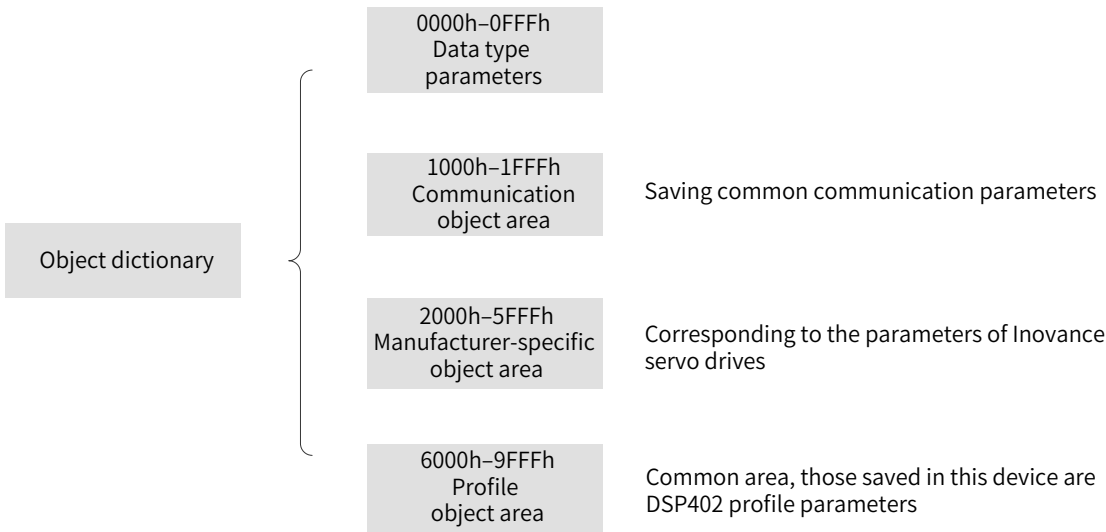 Object dictionary
0000h–0FFFh
Data type
parameters
1000h–1FFFh
Communication
object area
Saving common communication parameters
2000h–5FFFh
Manufacturer-specific
object area
Corresponding to the parameters of Inovance
servo drives
6000h–9FFFh
Profile
object area
Common area, those saved in this device are
DSP402 profile parameters